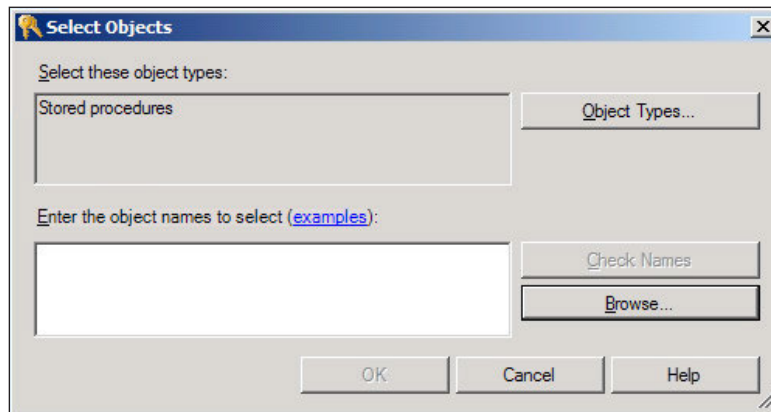 Select Objects
Select these object types:
Stored procedures
Object Types...
Enter the object names to select (examples):
Check Names
Browse...
OK Cancel Help